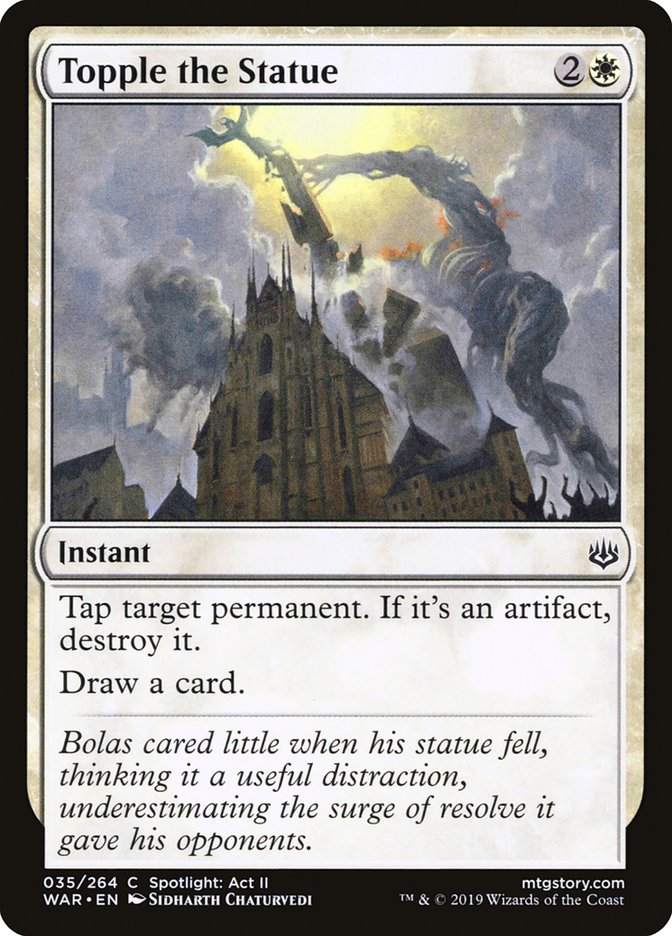 Topple the Statue 2
Instant
Tap target permanent. If it's an artifact,
destroy it.
Draw a card.
Bolas cared little when his statue fell,
thinking it a useful distraction,
underestimating the surge of resolve it
gave his opponents.
035/264 C Spotlight: Act II mtgstory.com
WAR • EN Sidharth Chaturvedi ™ & © 2019 Wizards of the Coast